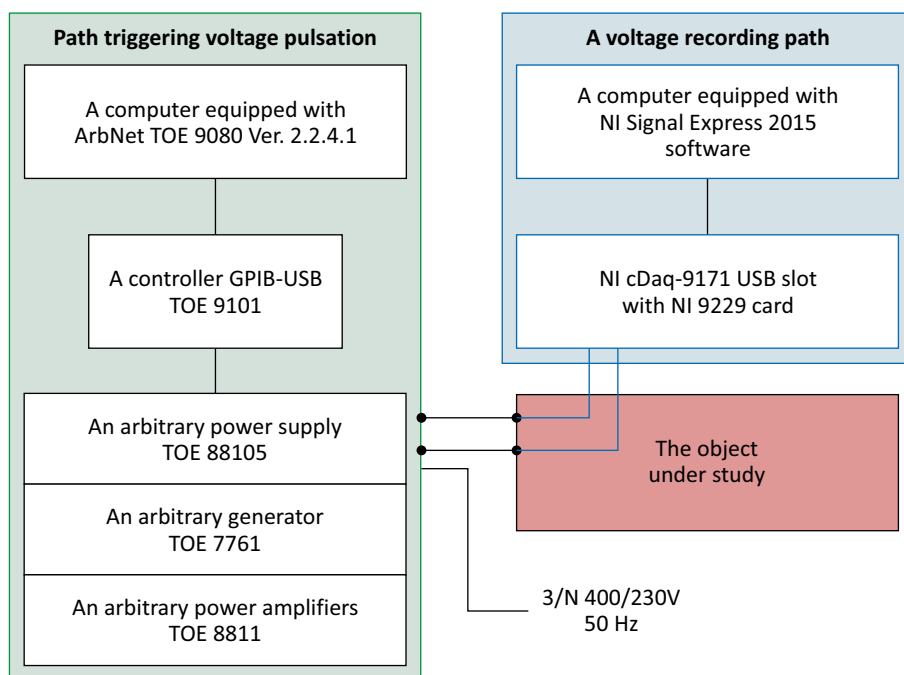 Path triggering voltage pulsation
A computer equipped with
ArbNet TOE 9080 Ver. 2.2.4.1
A controller GPIB-USB
TOE 9101
An arbitrary power supply
TOE 88105
An arbitrary generator
TOE 7761
An arbitrary power amplifiers
TOE 8811
A voltage recording path
A computer equipped with
NI Signal Express 2015
software
NI cDaq-9171 USB slot
with NI 9229 card
The object
under study
3/N 400/230V
50 Hz